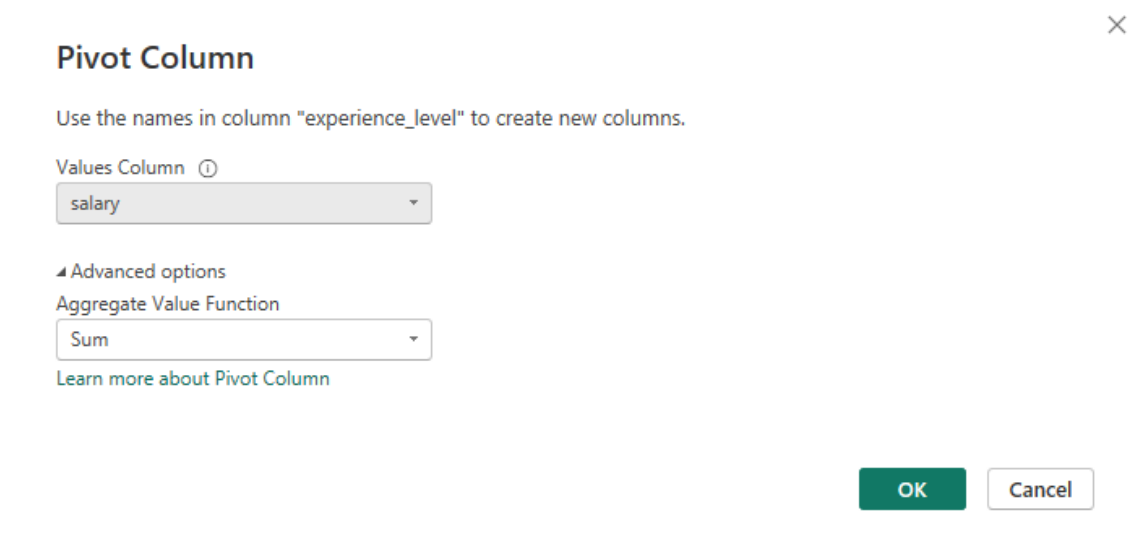 Pivot Column
Use the names in column "experience_level" to create new columns.
Values Column
salary
Advanced options
Aggregate Value Function
Sum
Learn more about Pivot Column
OK Cancel